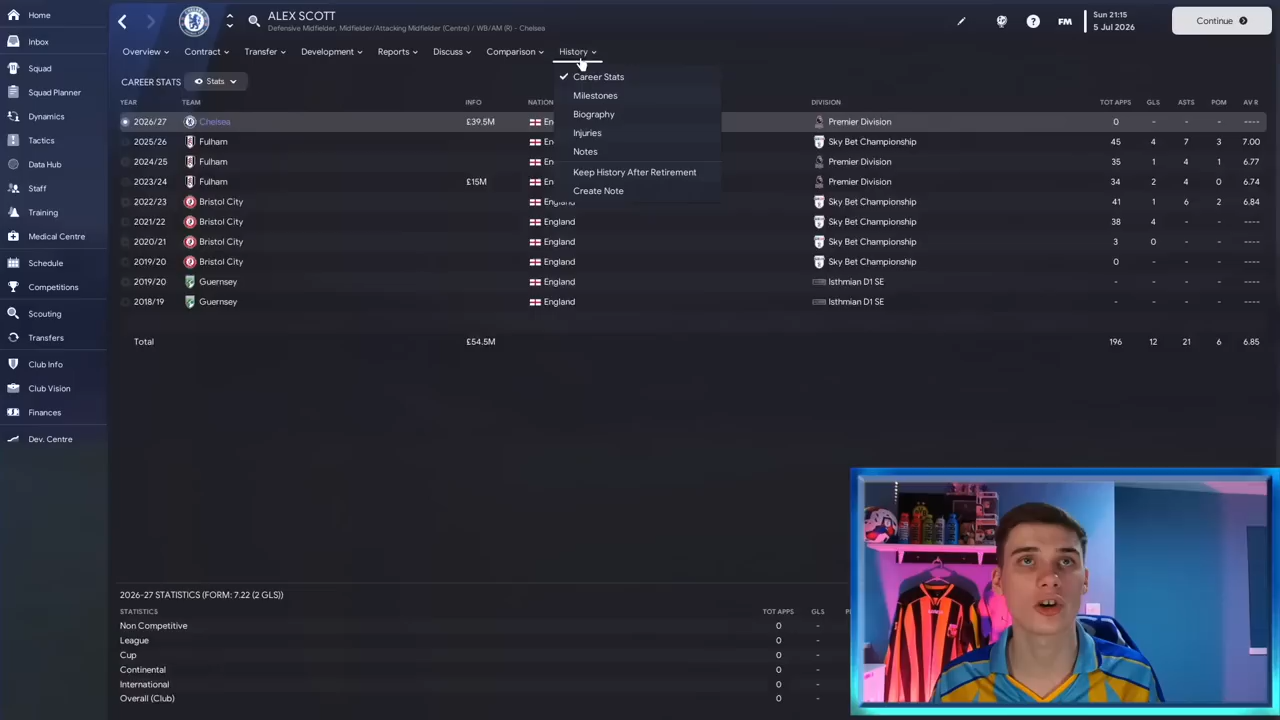 Home
Inbox
Squad
Squad Planner
Dynamics
Tactics
Data Hub
Staff
Training
Medical Centre
Schedule
Competitions
Scouting
Transfers
Club Info
Club Vision
Finances
Dev. Centre
ALEX SCOTT
Defensive Midfielder, Midfielder/Attacking Midfielder (Centre) / WB/AM (R) - Chelsea
FM
Sun 21:15
5 Jul 2026
Continue
Overview Contract Transfer Development Reports Discuss Comparison History
CAREER STATS Stats
Career Stats
Milestones
Biography
Injuries
Notes
Keep History After Retirement
Create Note
YEAR TEAM INFO NATION DIVISION TOT APPS GLS ASTS POM AV R
2026/27 Chelsea £39.5M En Premier Division 0 - - - ----
2025/26 Fulham En Sky Bet Championship 45 4 7 3 7.00
2024/25 Fulham En Premier Division 35 1 4 1 6.77
2023/24 Fulham £15M En Premier Division 34 2 4 0 6.74
2022/23 Bristol City England Sky Bet Championship 41 1 6 2 6.84
2021/22 Bristol City England Sky Bet Championship 38 4 - - ----
2020/21 Bristol City England Sky Bet Championship 3 0 - - ----
2019/20 Bristol City England Sky Bet Championship 0 - - - ----
2019/20 Guernsey England Isthmian D1 SE - - - - ----
2018/19 Guernsey England Isthmian D1 SE - - - - ----
Total £54.5M 196 12 21 6 6.85
2026-27 STATISTICS (FORM: 7.22 (2 GLS))
STATISTICS TOT APPS GLS
Non Competitive 0 -
League 0 -
Cup 0 -
Continental 0 -
International 0 -
Overall (Club) 0 -